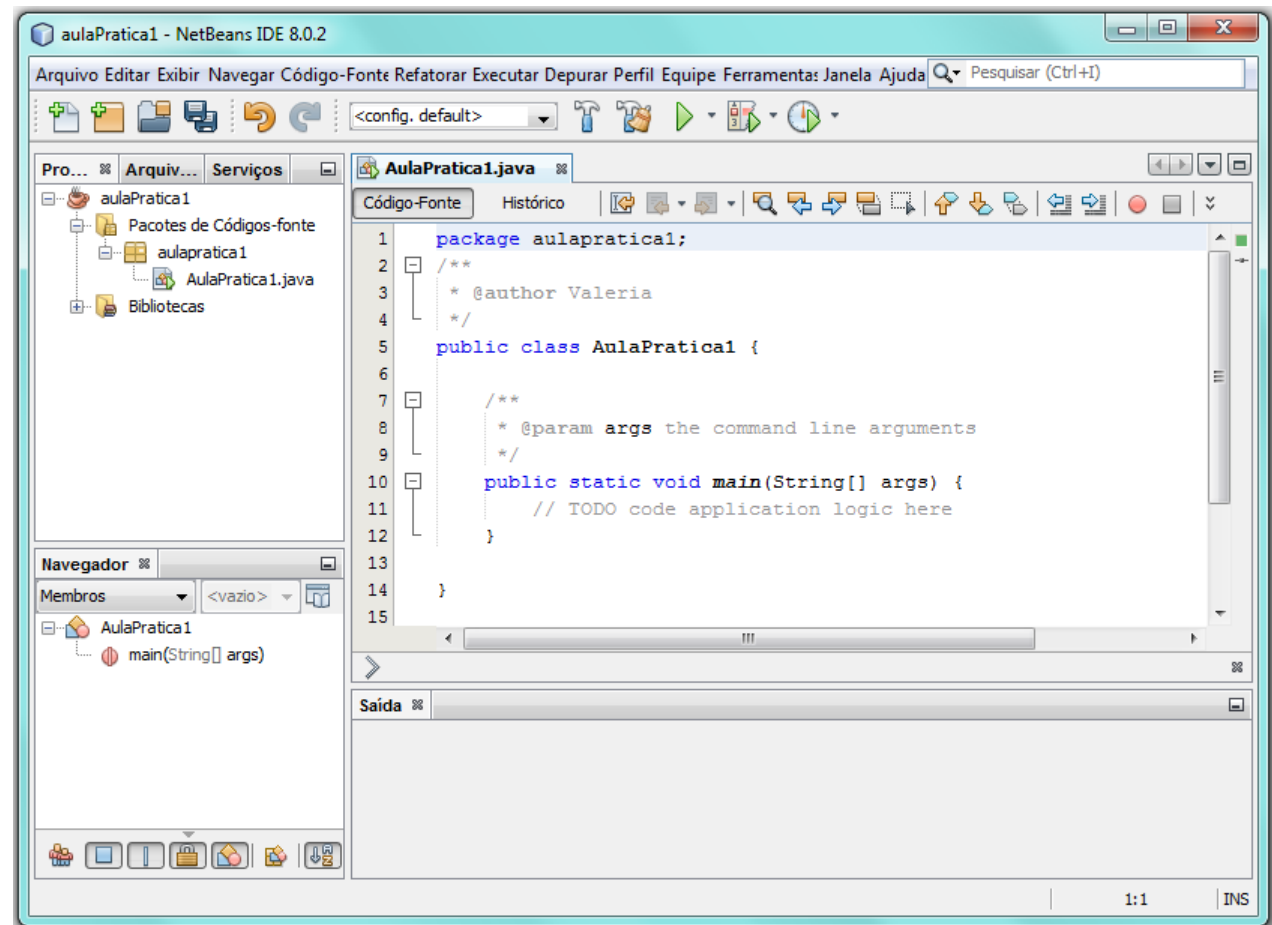 aulaPratica1 - NetBeans IDE 8.0.2
Arquivo Editar Exibir Navegar Código-Fonte Refatorar Executar Depurar Perfil Equipe Ferramentas Janela Ajuda Pesquisar (Ctrl+I)
<config. default>
Pro... Arquiv... Serviços
aulaPratica1
Pacotes de Códigos-fonte
aulapratica1
AulaPratica1.java
Bibliotecas
Navegador
Membros <vazio>
AulaPratica1
main(String[] args)
AulaPratica1.java
Código-Fonte Histórico
1 package aulapratica1;
2 /**
3 * @author Valeria
4 */
5 public class AulaPratica1 {
6
7 /**
8 * @param args the command line arguments
9 */
10 public static void main(String[] args) {
11 // TODO code application logic here
12 }
13
14 }
15
Saída
1:1 INS